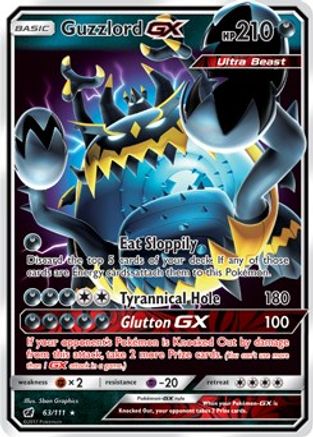 BASIC
Guzzlord GX
HP 210
Ultra Beast
Eat Sloppily
Discard the top 5 cards of your deck. If any of those
cards are Energy cards, attach them to this Pokémon.
Tyrannical Hole 180
Glutton GX 100
If your opponent's Pokémon is Knocked Out by damage
from this attack, take 2 more Prize cards. (You can't use more
than 1 GX attack in a game.)
weakness × 2 resistance -20 retreat
Illus. 5ban Graphics
63/111 ★
©2017 Pokémon
Pokémon-GX rule
When your Pokémon-GX is
Knocked Out, your opponent takes 2 Prize cards.